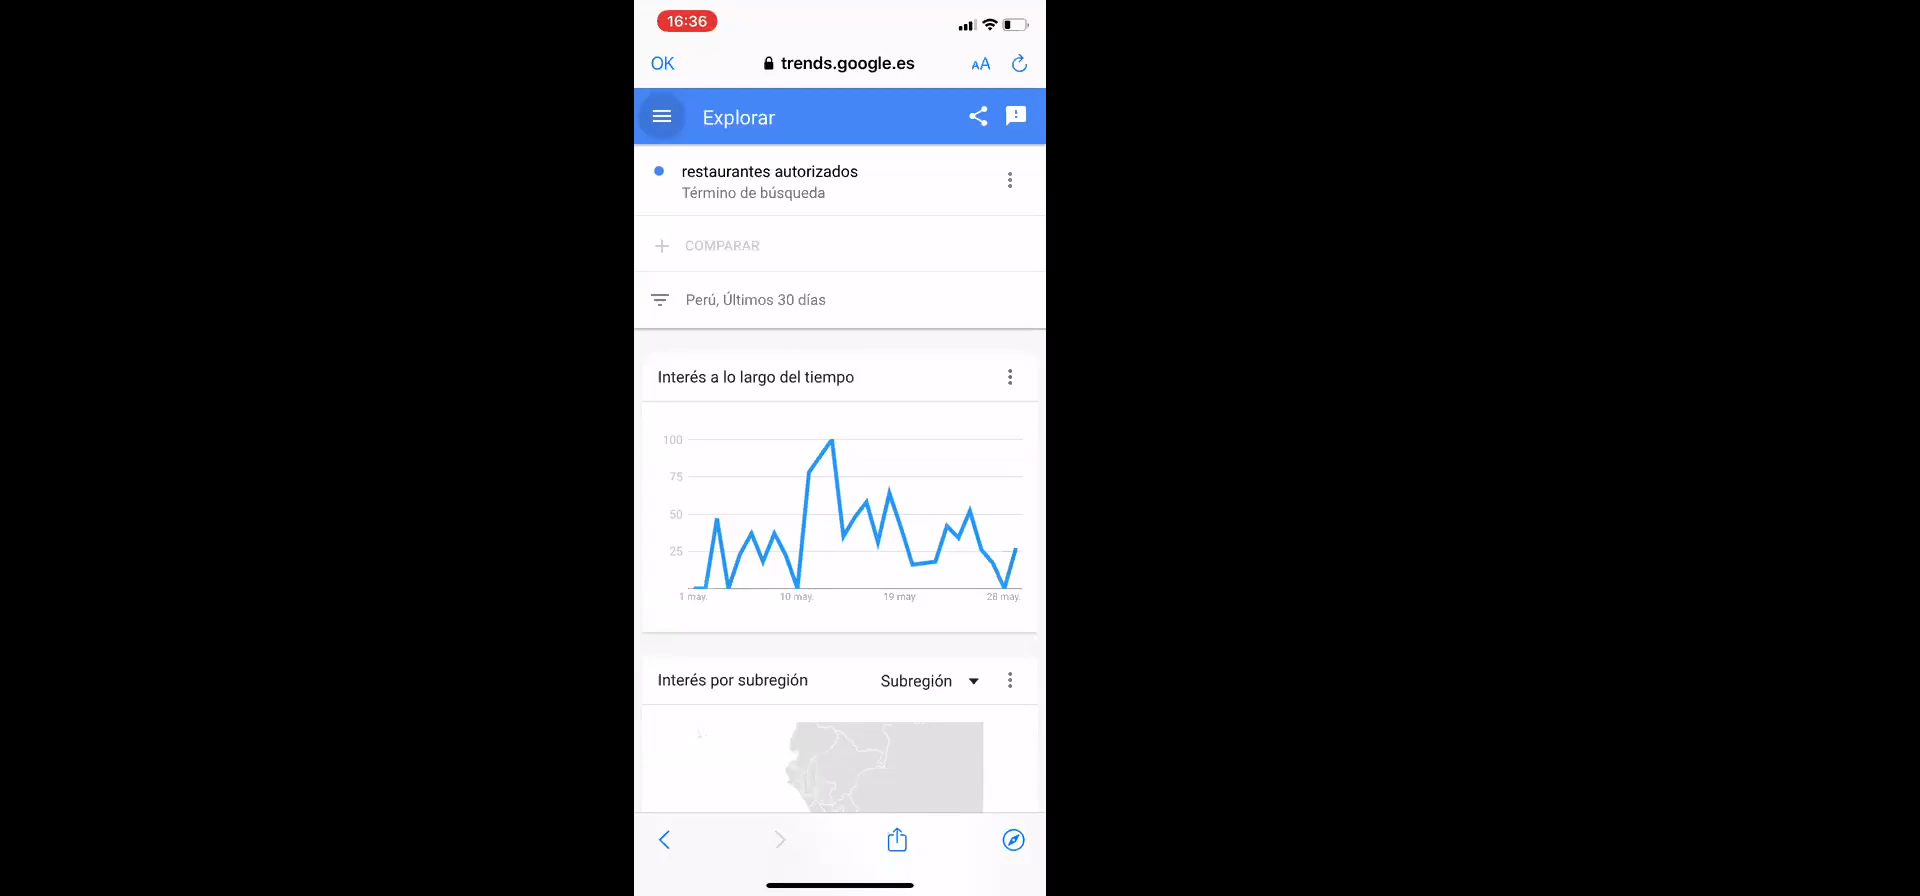 16:36
OK
trends.google.es
AA
Explorar
restaurantes autorizados
Término de búsqueda
COMPARAR
Perú, Últimos 30 días
Interés a lo largo del tiempo
100
75
50
25
1 may.
10 may.
19 may.
28 may.
Interés por subregión
Subregión